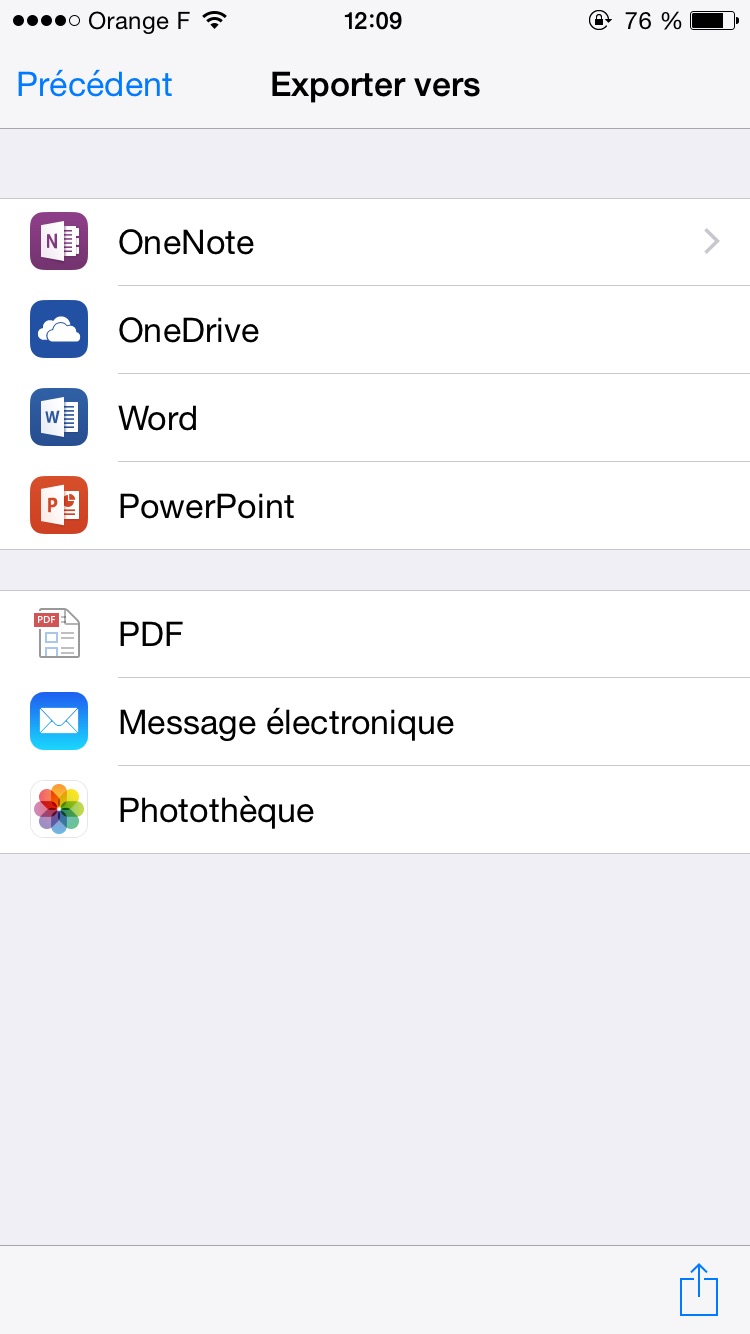 Orange F 12:09 76 %
Précédent Exporter vers
N OneNote
OneDrive
W Word
P PowerPoint
PDF PDF
Message électronique
Photothèque